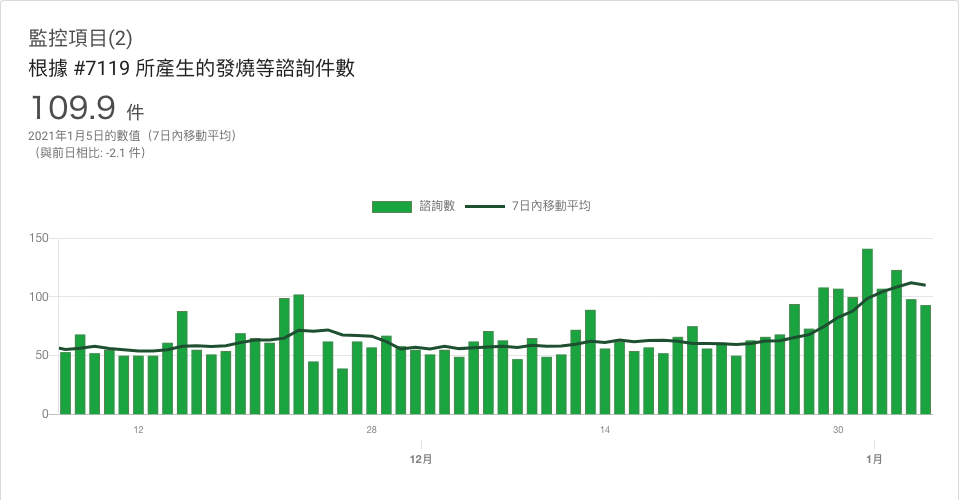 監控項目(2)
根據 #7119 所產生的發燒等諮詢件數
109.9 件
2021年1月5日的數值（7日內移動平均）
（與前日相比: -2.1 件）
諮詢數 7日內移動平均
150
100
50
0
12 28 14 30
12月 1月